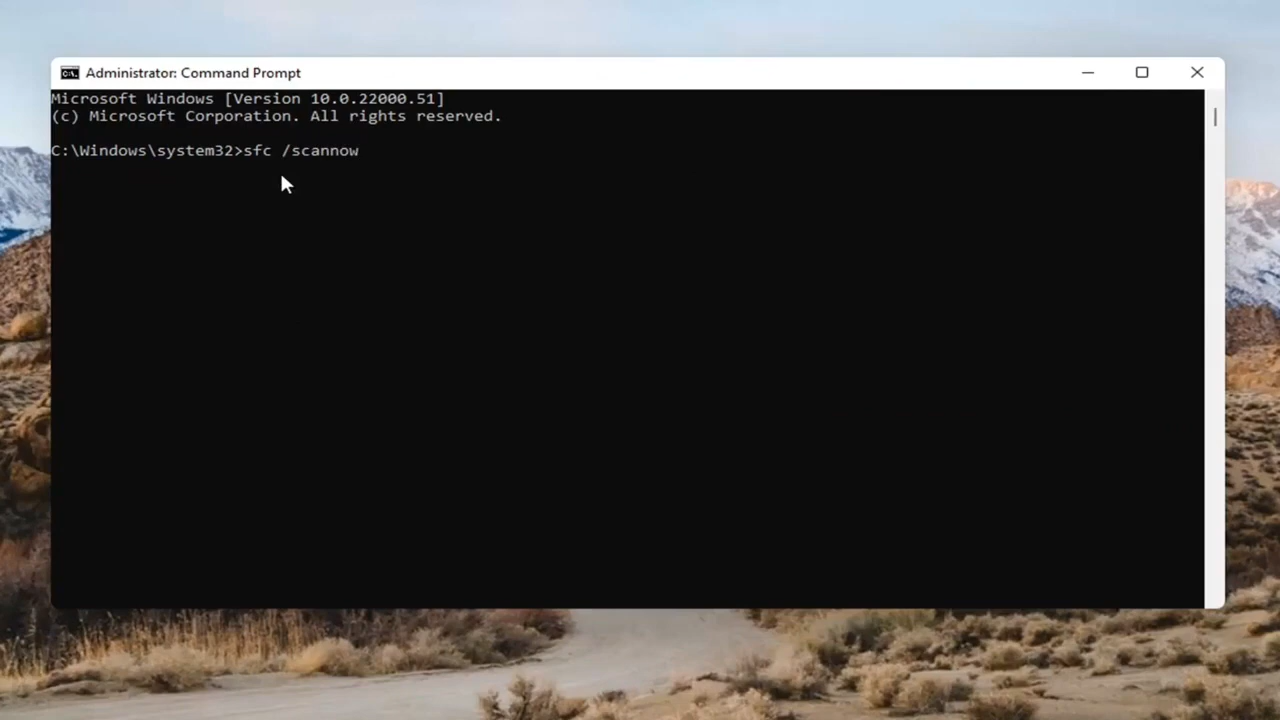 Administrator: Command Prompt
Microsoft Windows [Version 10.0.22000.51]
(c) Microsoft Corporation. All rights reserved.
C:\Windows\system32>sfc /scannow